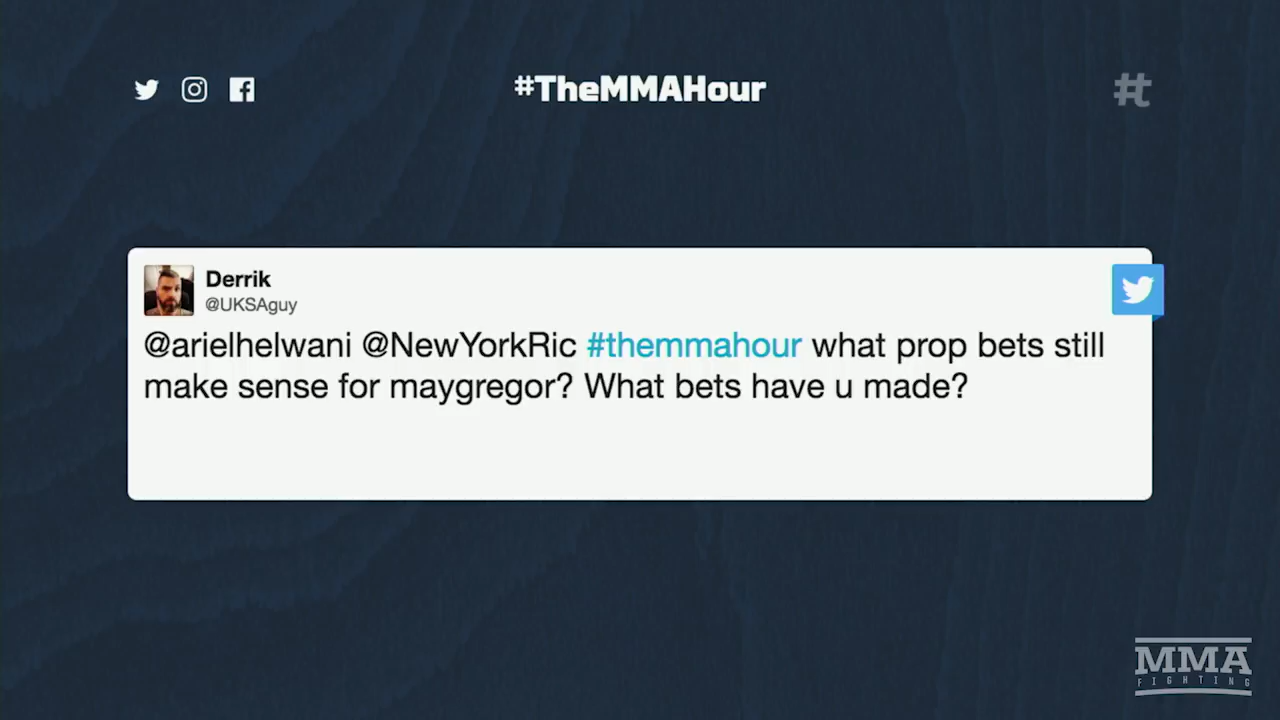 #TheMMAHour
Derrik
@UKSAguy
@arielhelwani @NewYorkRic #themmahour what prop bets still
make sense for maygregor? What bets have u made?
MMA
FIGHTING